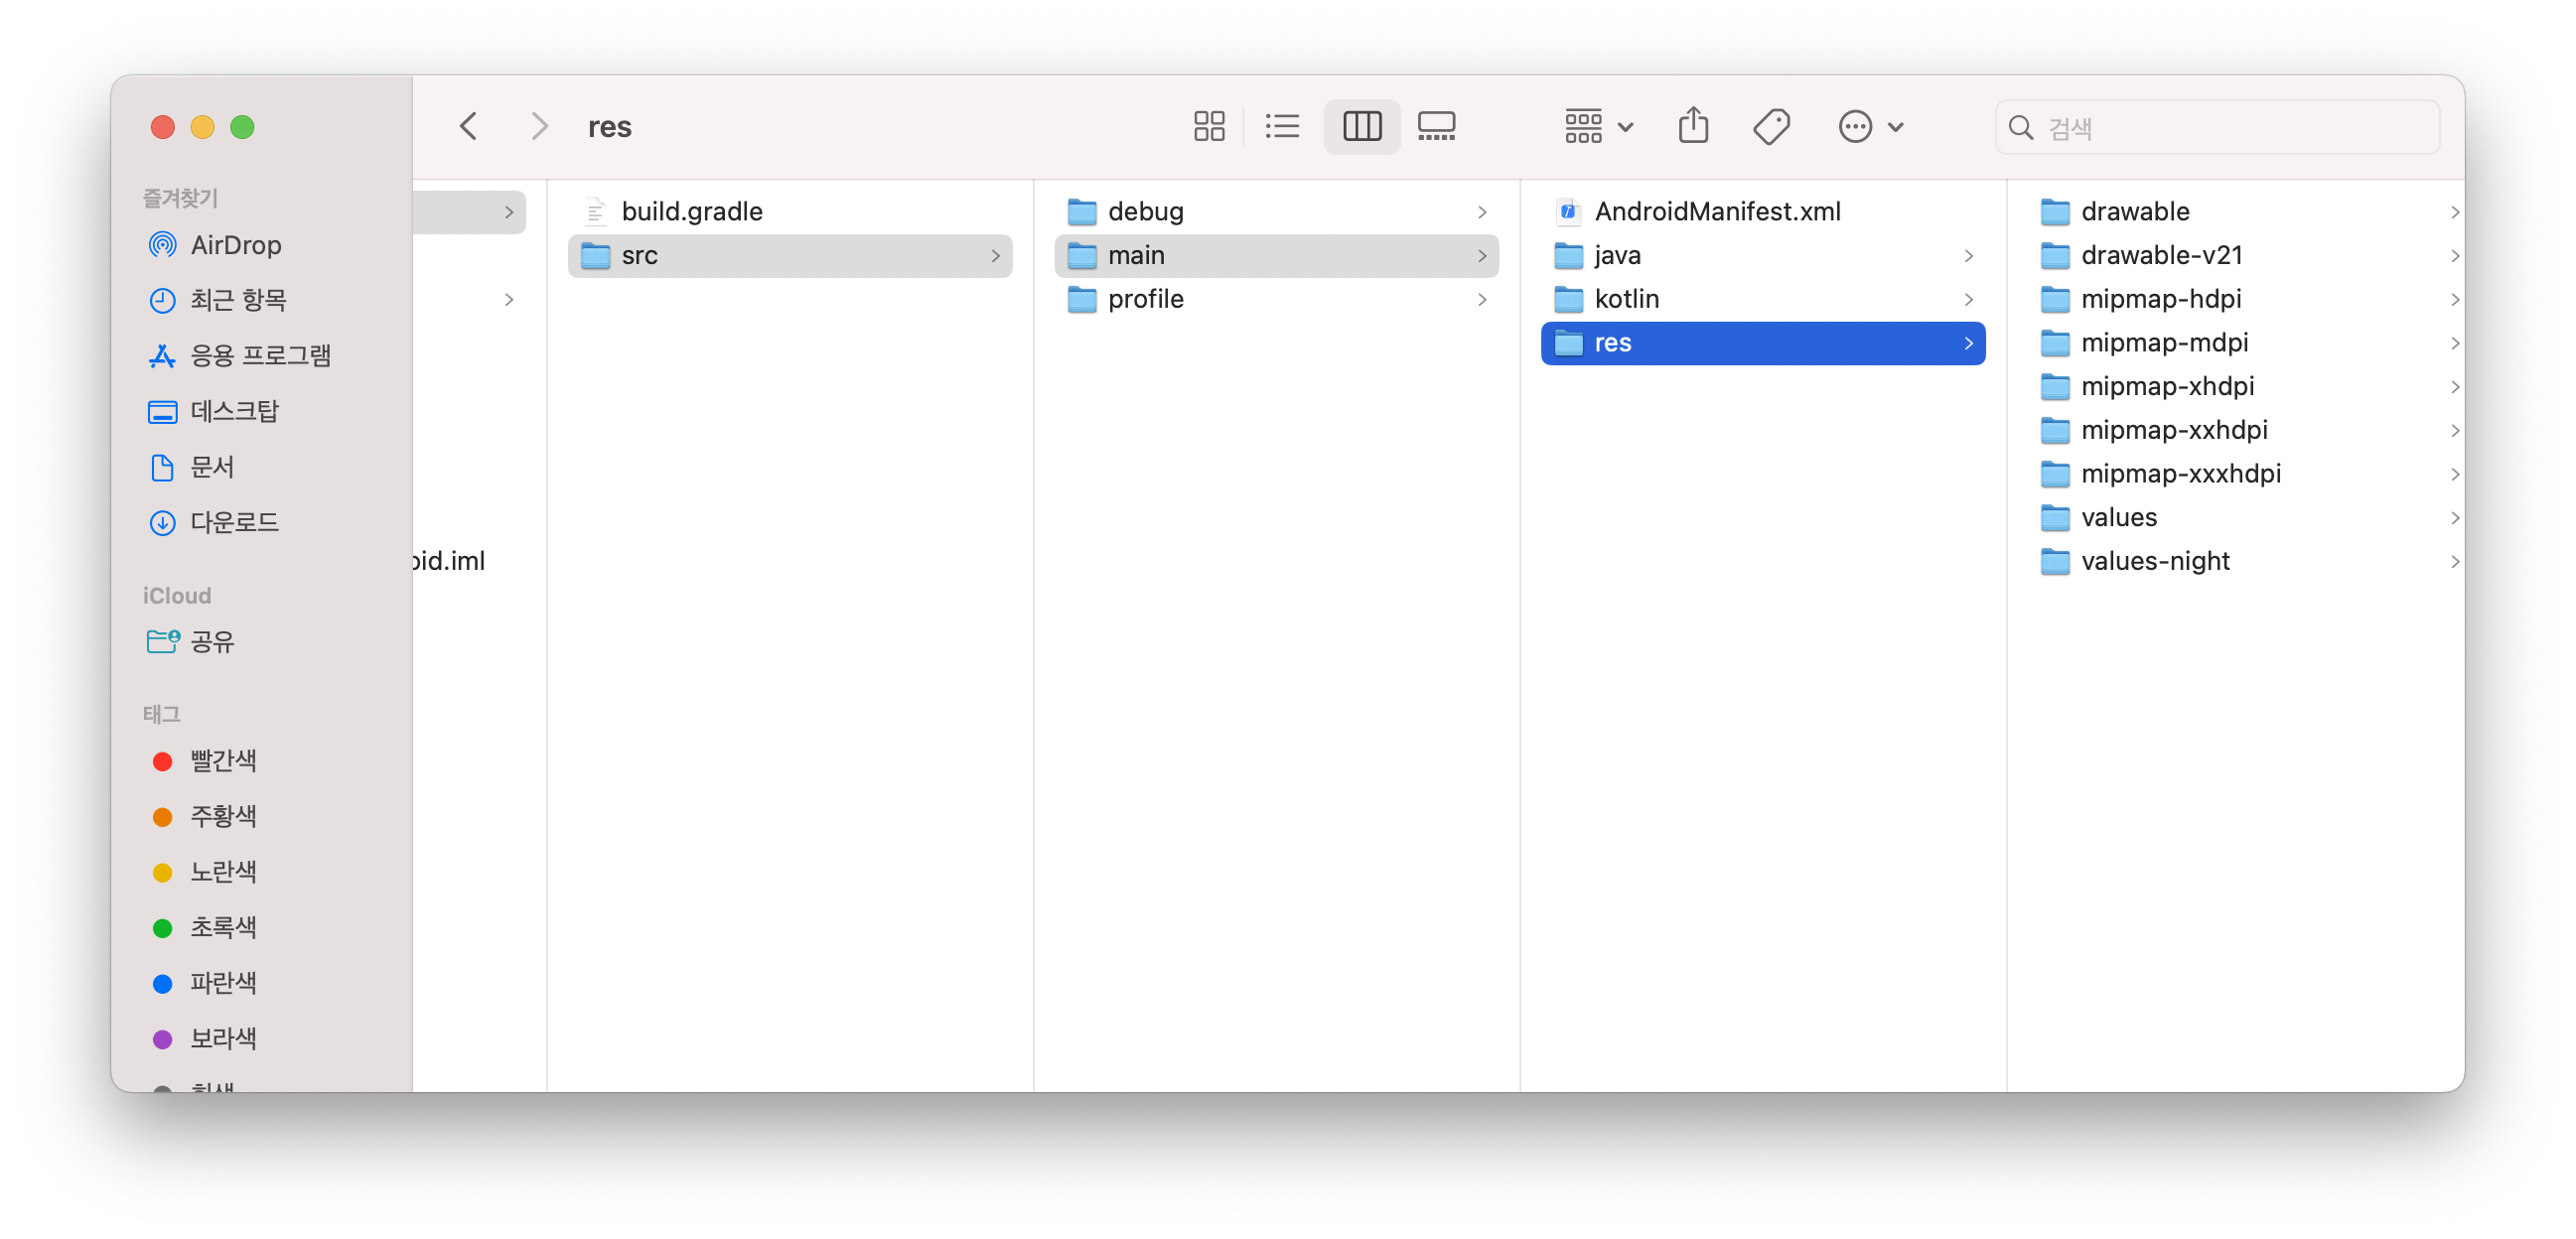 res
검색
즐겨찾기
AirDrop
최근 항목
응용 프로그램
데스크탑
문서
다운로드
iCloud
공유
태그
빨간색
주황색
노란색
초록색
파란색
보라색
oid.iml
build.gradle
src
debug
main
profile
AndroidManifest.xml
java
kotlin
res
drawable
drawable-v21
mipmap-hdpi
mipmap-mdpi
mipmap-xhdpi
mipmap-xxhdpi
mipmap-xxxhdpi
values
values-night